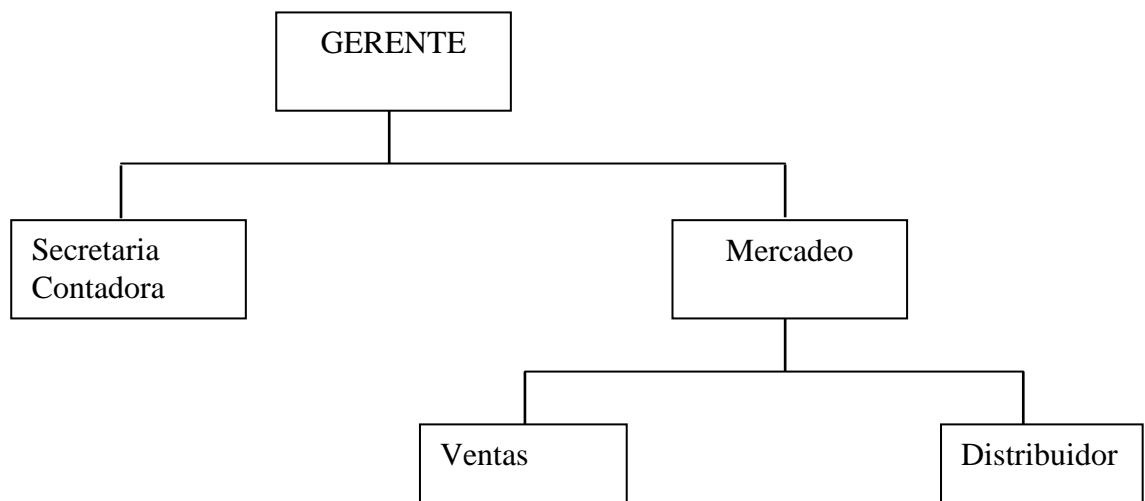 GERENTE
Secretaria
Contadora
Mercadeo
Ventas
Distribuidor